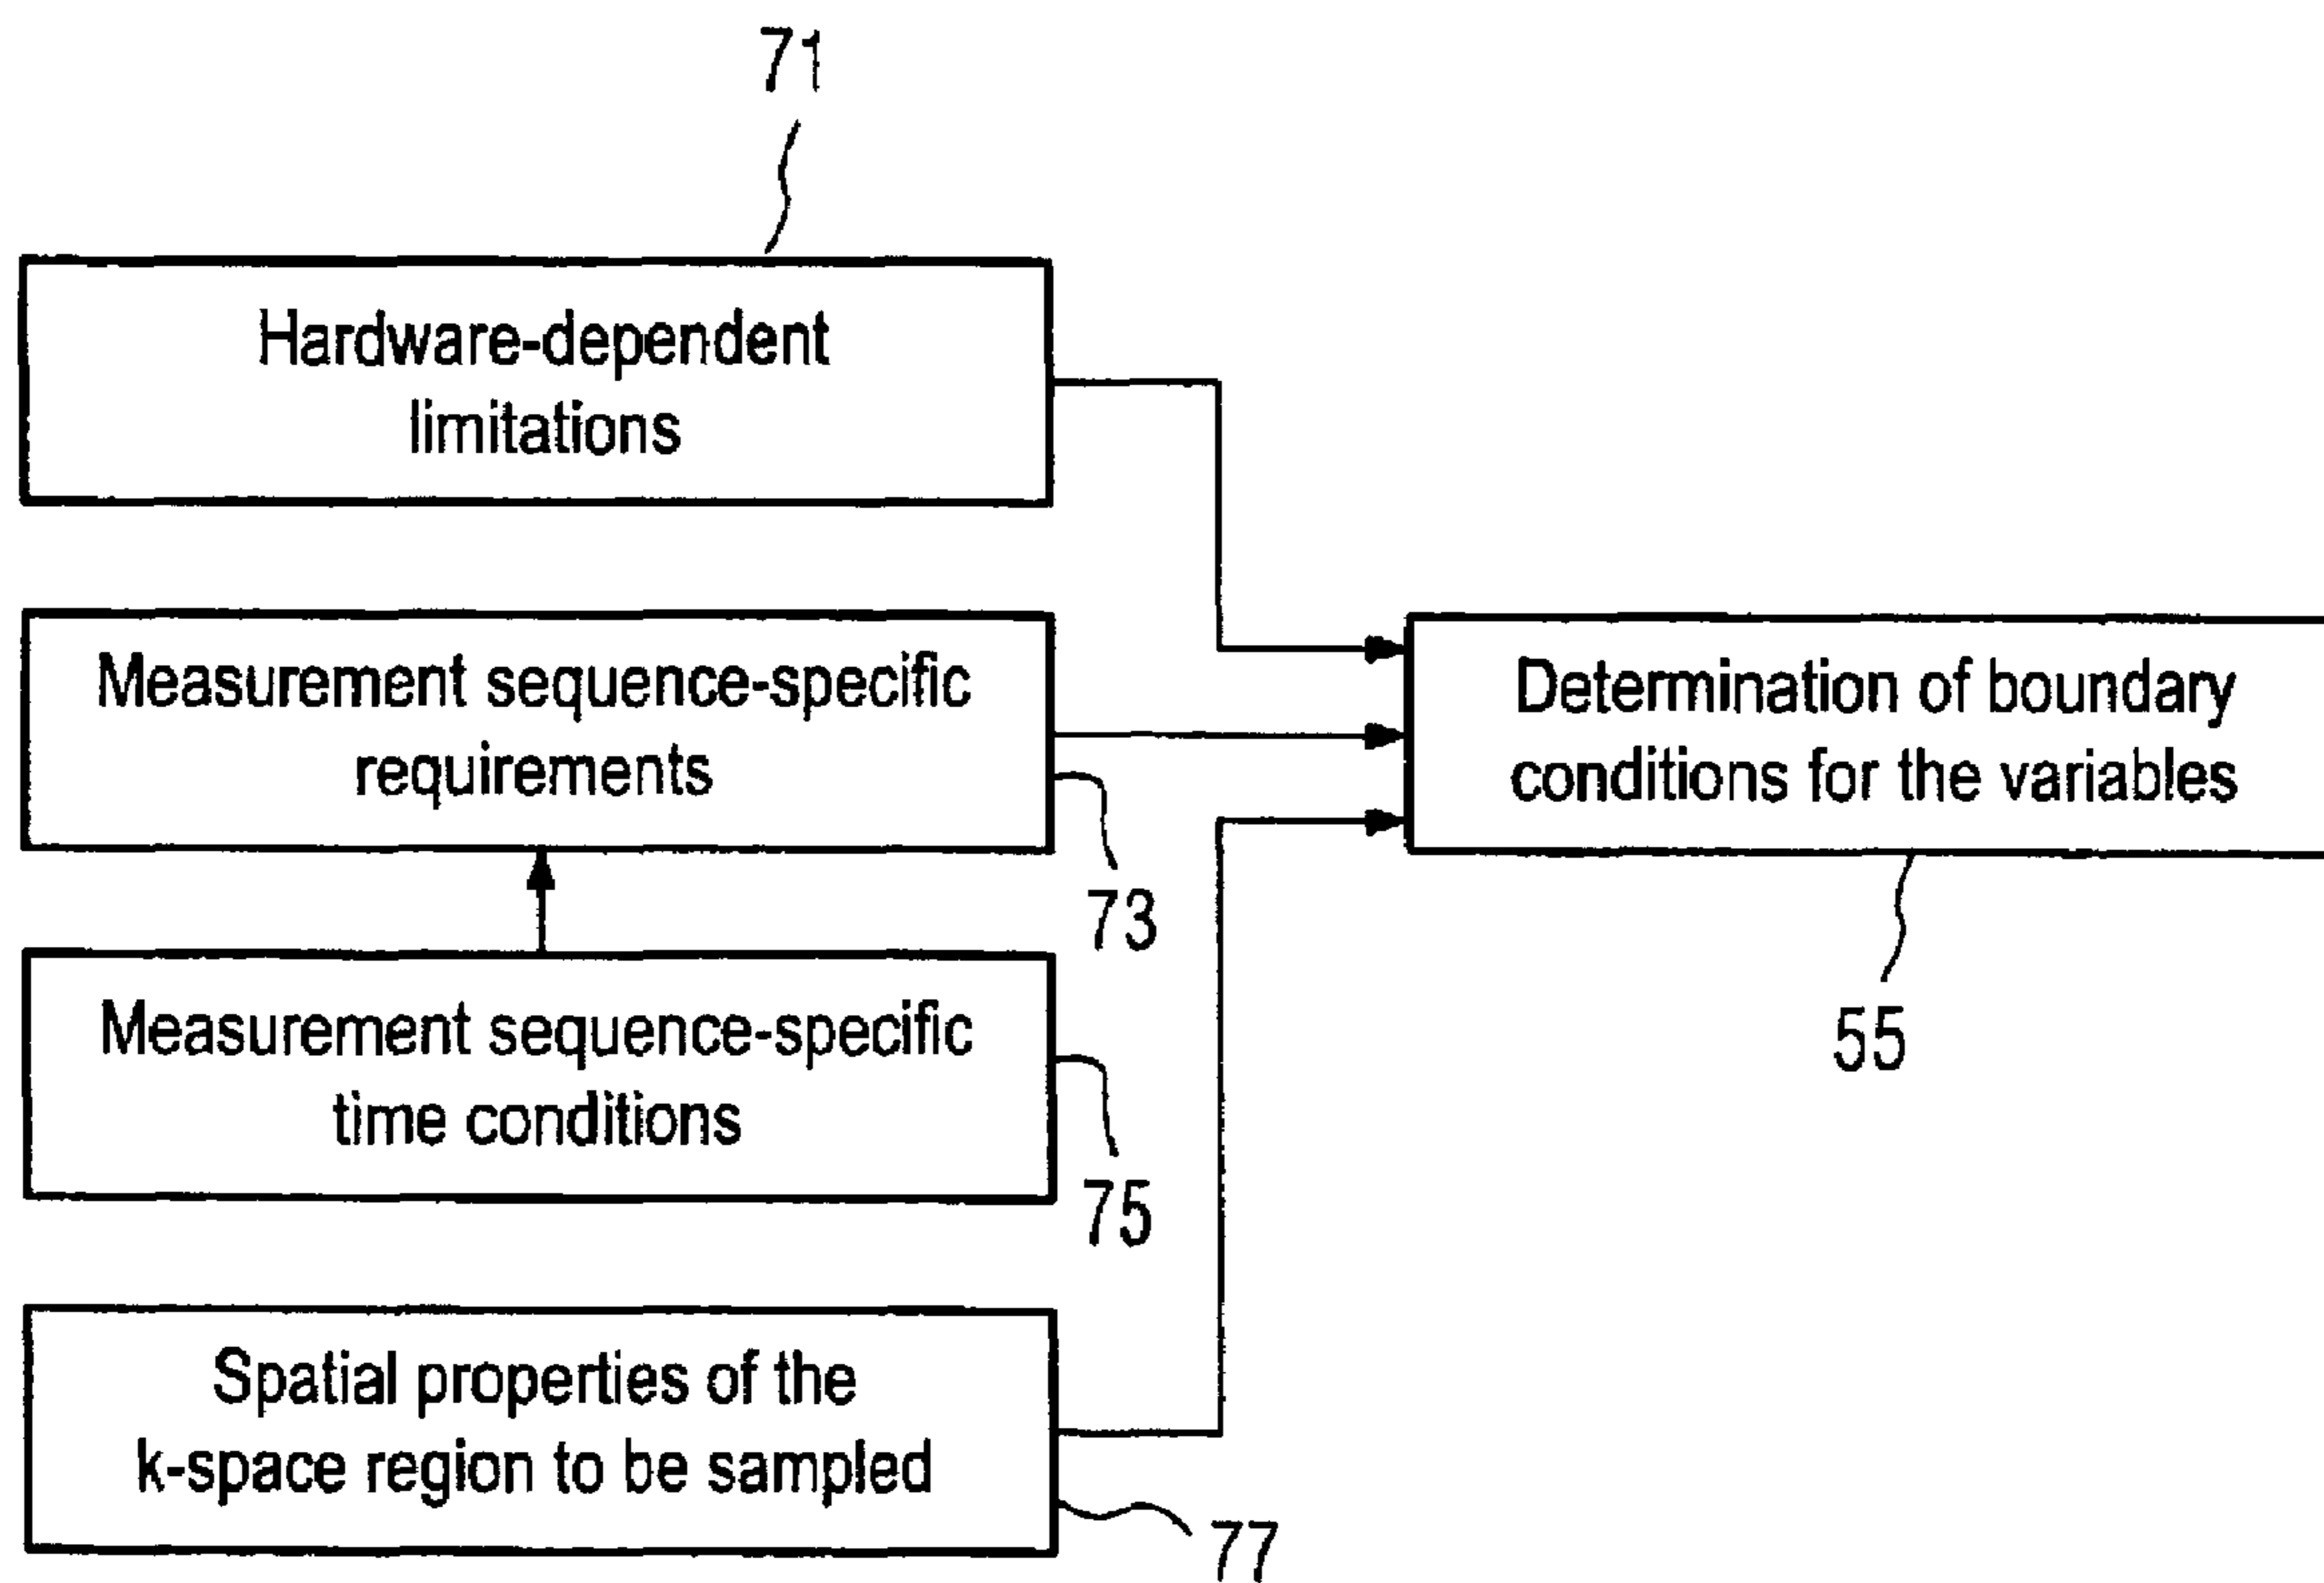 71
Hardware-dependent
limitations
Measurement sequence-specific
requirements
73
Determination of boundary
conditions for the variables
55
Measurement sequence-specific
time conditions
75
Spatial properties of the
k-space region to be sampled
77